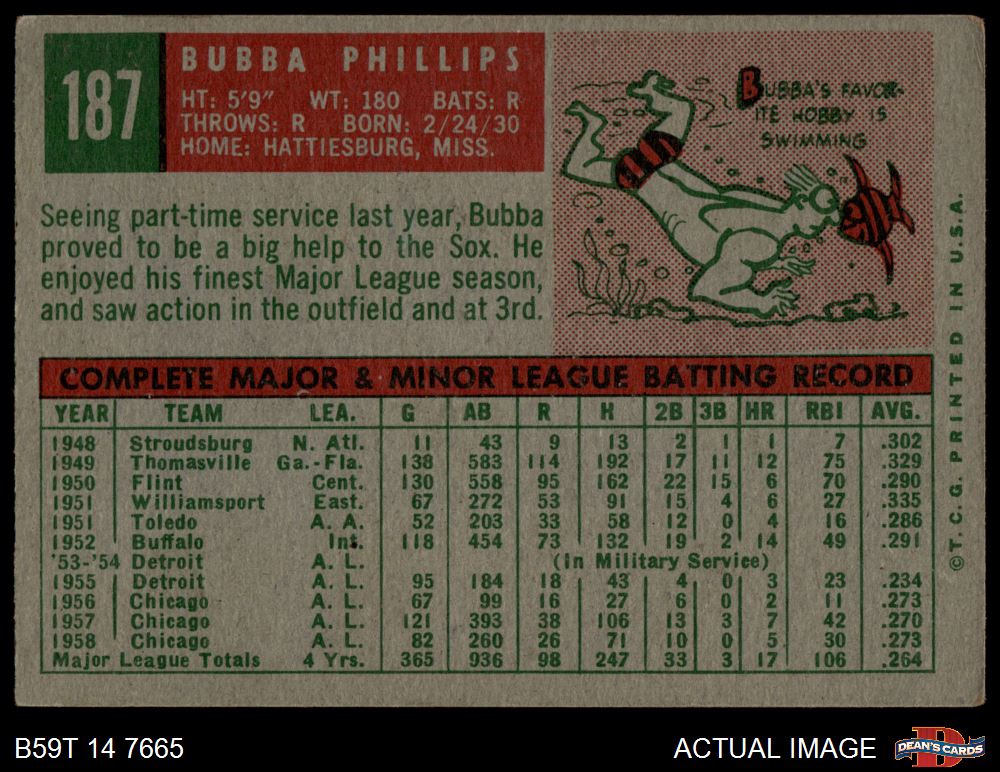 187
BUBBA PHILLIPS
HT: 5'9" WT: 180 BATS: R
THROWS: R BORN: 2/24/30
HOME: HATTIESBURG, MISS.
BUBBA'S FAVOR-
ITE HOBBY IS
SWIMMING
Seeing part-time service last year, Bubba
proved to be a big help to the Sox. He
enjoyed his finest Major League season,
and saw action in the outfield and at 3rd.
COMPLETE MAJOR & MINOR LEAGUE BATTING RECORD
YEAR TEAM LEA. G AB R H 2B 3B HR RBI AVG.
1948 Stroudsburg N. Atl. 11 43 9 13 2 1 1 7 .302
1949 Thomasville Ga.-Fla. 138 583 114 192 17 11 12 75 .329
1950 Flint Cent. 130 558 95 162 22 15 6 70 .290
1951 Williamsport East. 67 272 53 91 15 4 6 27 .335
1951 Toledo A. A. 52 203 33 58 12 0 4 16 .286
1952 Buffalo Int. 118 454 73 132 19 2 14 49 .291
'53-'54 Detroit A. L. (In Military Service)
1955 Detroit A. L. 95 184 18 43 4 0 3 23 .234
1956 Chicago A. L. 67 99 16 27 6 0 2 11 .273
1957 Chicago A. L. 121 393 38 106 13 3 7 42 .270
1958 Chicago A. L. 82 260 26 71 10 0 5 30 .273
Major League Totals 4 Yrs. 365 936 98 247 33 3 17 106 .264
©T. C. G. PRINTED IN U.S.A.
B59T 14 7665
ACTUAL IMAGE
D
DEAN'S CARDS